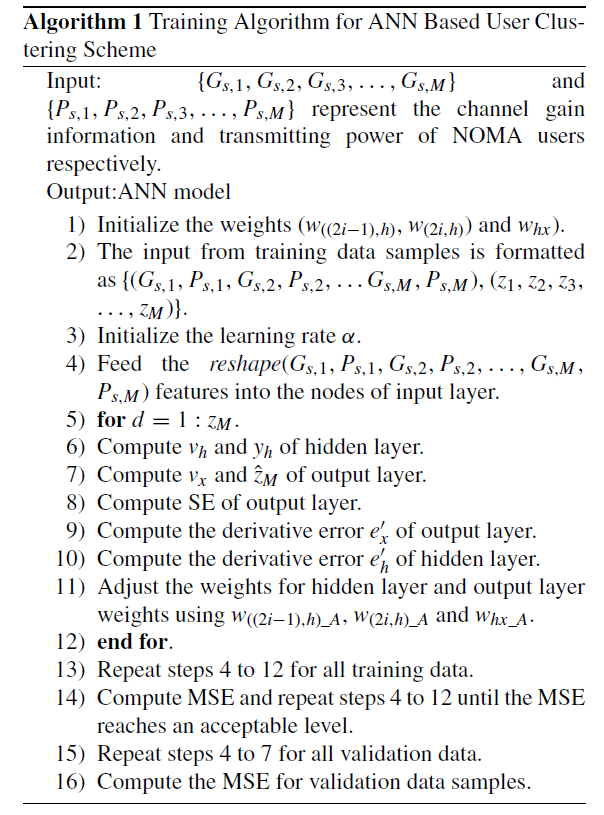 Algorithm 1 Training Algorithm for ANN Based User Clus-
tering Scheme
Input: {G_{s,1}, G_{s,2}, G_{s,3}, . . . , G_{s,M}} and
{P_{s,1}, P_{s,2}, P_{s,3}, . . . , P_{s,M}} represent the channel gain
information and transmitting power of NOMA users
respectively.
Output:ANN model
1) Initialize the weights (w_{((2i−1),h)}, w_{(2i,h)}) and w_{hx}).
2) The input from training data samples is formatted
as {(G_{s,1}, P_{s,1}, G_{s,2}, P_{s,2}, . . . G_{s,M}, P_{s,M}), (z_1, z_2, z_3,
. . . , z_M)}.
3) Initialize the learning rate α.
4) Feed the reshape(G_{s,1}, P_{s,1}, G_{s,2}, P_{s,2}, . . . , G_{s,M},
P_{s,M}) features into the nodes of input layer.
5) for d = 1 : z_M.
6) Compute v_h and y_h of hidden layer.
7) Compute v_x and ẑ_M of output layer.
8) Compute SE of output layer.
9) Compute the derivative error e′_x of output layer.
10) Compute the derivative error e′_h of hidden layer.
11) Adjust the weights for hidden layer and output layer
weights using w_{((2i−1),h)_A}, w_{(2i,h)_A} and w_{hx_A}.
12) end for.
13) Repeat steps 4 to 12 for all training data.
14) Compute MSE and repeat steps 4 to 12 until the MSE
reaches an acceptable level.
15) Repeat steps 4 to 7 for all validation data.
16) Compute the MSE for validation data samples.